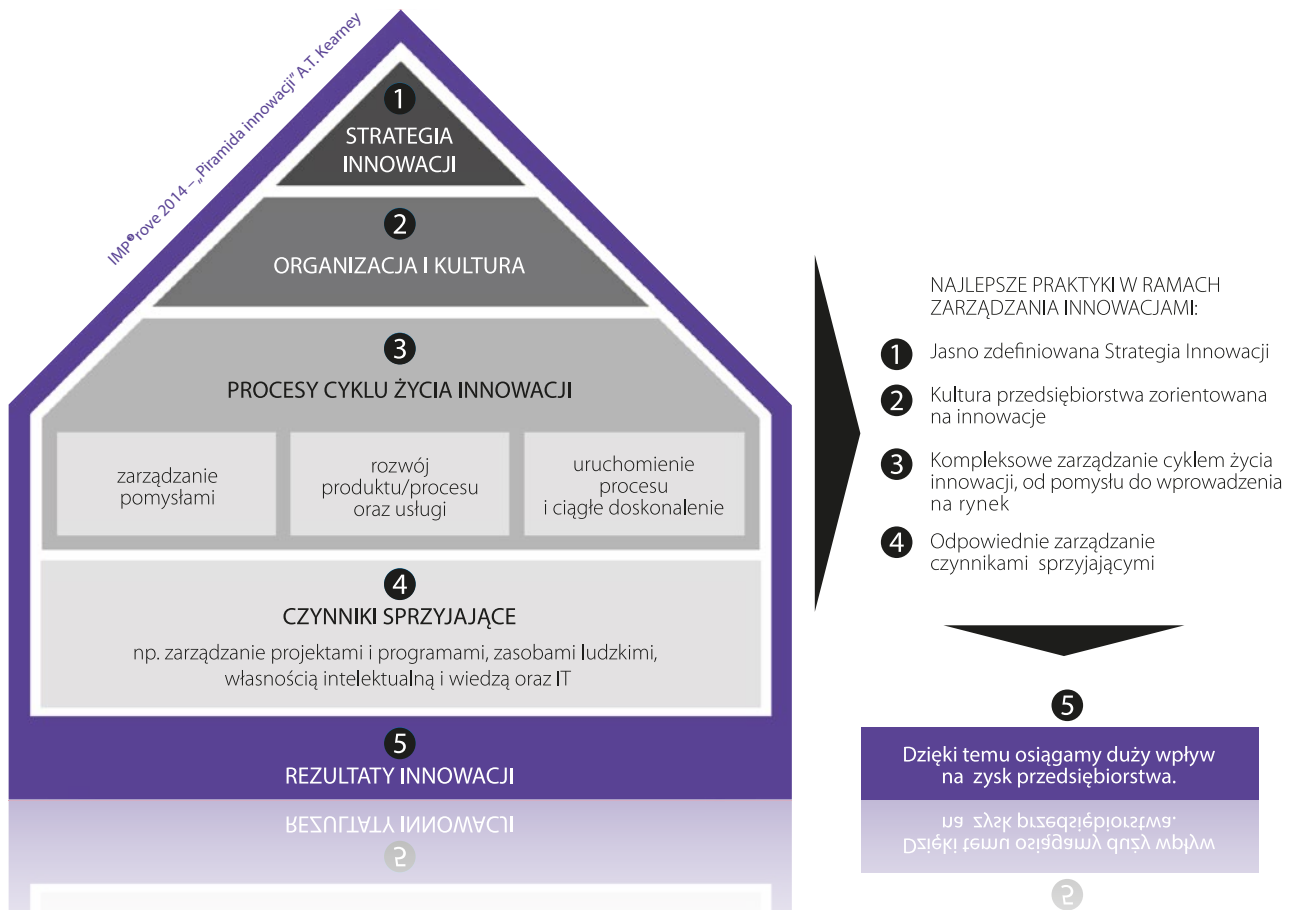 IMP³rove 2014 – „Piramida innowacji” A.T. Kearney
1
STRATEGIA
INNOWACJI
2
ORGANIZACJA I KULTURA
3
PROCESY CYKLU ŻYCIA INNOWACJI
zarządzanie
pomysłami
rozwój
produktu/procesu
oraz usługi
uruchomienie
procesu
i ciągłe doskonalenie
4
CZYNNIKI SPRZYJAJĄCE
np. zarządzanie projektami i programami, zasobami ludzkimi,
własnością intelektualną i wiedzą oraz IT
5
REZULTATY INNOWACJI
NAJLEPSZE PRAKTYKI W RAMACH
ZARZĄDZANIA INNOWACJAMI:
1 Jasno zdefiniowana Strategia Innowacji
2 Kultura przedsiębiorstwa zorientowana
na innowacje
3 Kompleksowe zarządzanie cyklem życia
innowacji, od pomysłu do wprowadzenia
na rynek
4 Odpowiednie zarządzanie
czynnikami sprzyjającymi
5
Dzięki temu osiągamy duży wpływ
na zysk przedsiębiorstwa.